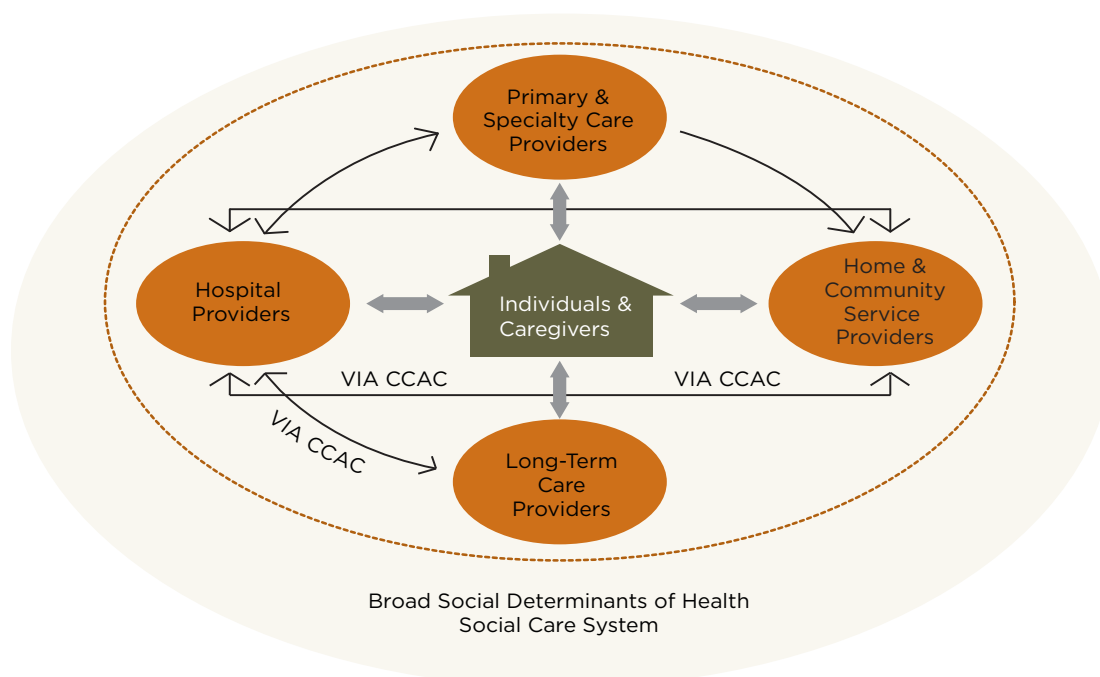 Primary &
Specialty Care
Providers
Hospital
Providers
Individuals &
Caregivers
Home &
Community
Service
Providers
VIA CCAC
VIA CCAC
VIA CCAC
Long-Term
Care
Providers
Broad Social Determinants of Health
Social Care System